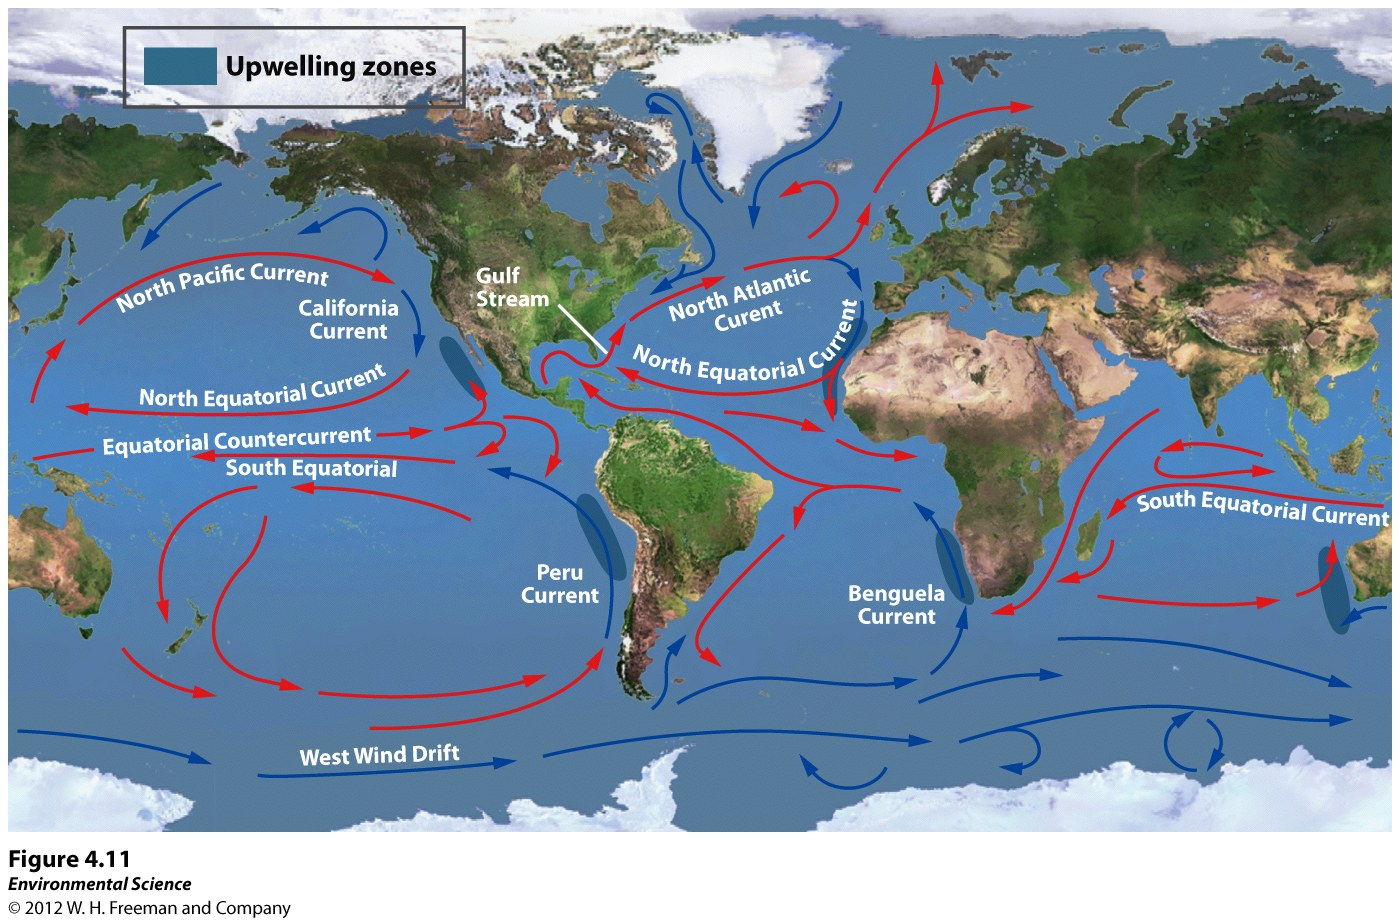 Upwelling zones
North Pacific Current
California
Current
Gulf
Stream
North Atlantic
Curent
North Equatorial Current
North Equatorial Current
Equatorial Countercurrent
South Equatorial
South Equatorial Current
Peru
Current
Benguela
Current
West Wind Drift
Figure 4.11
Environmental Science
© 2012 W. H. Freeman and Company